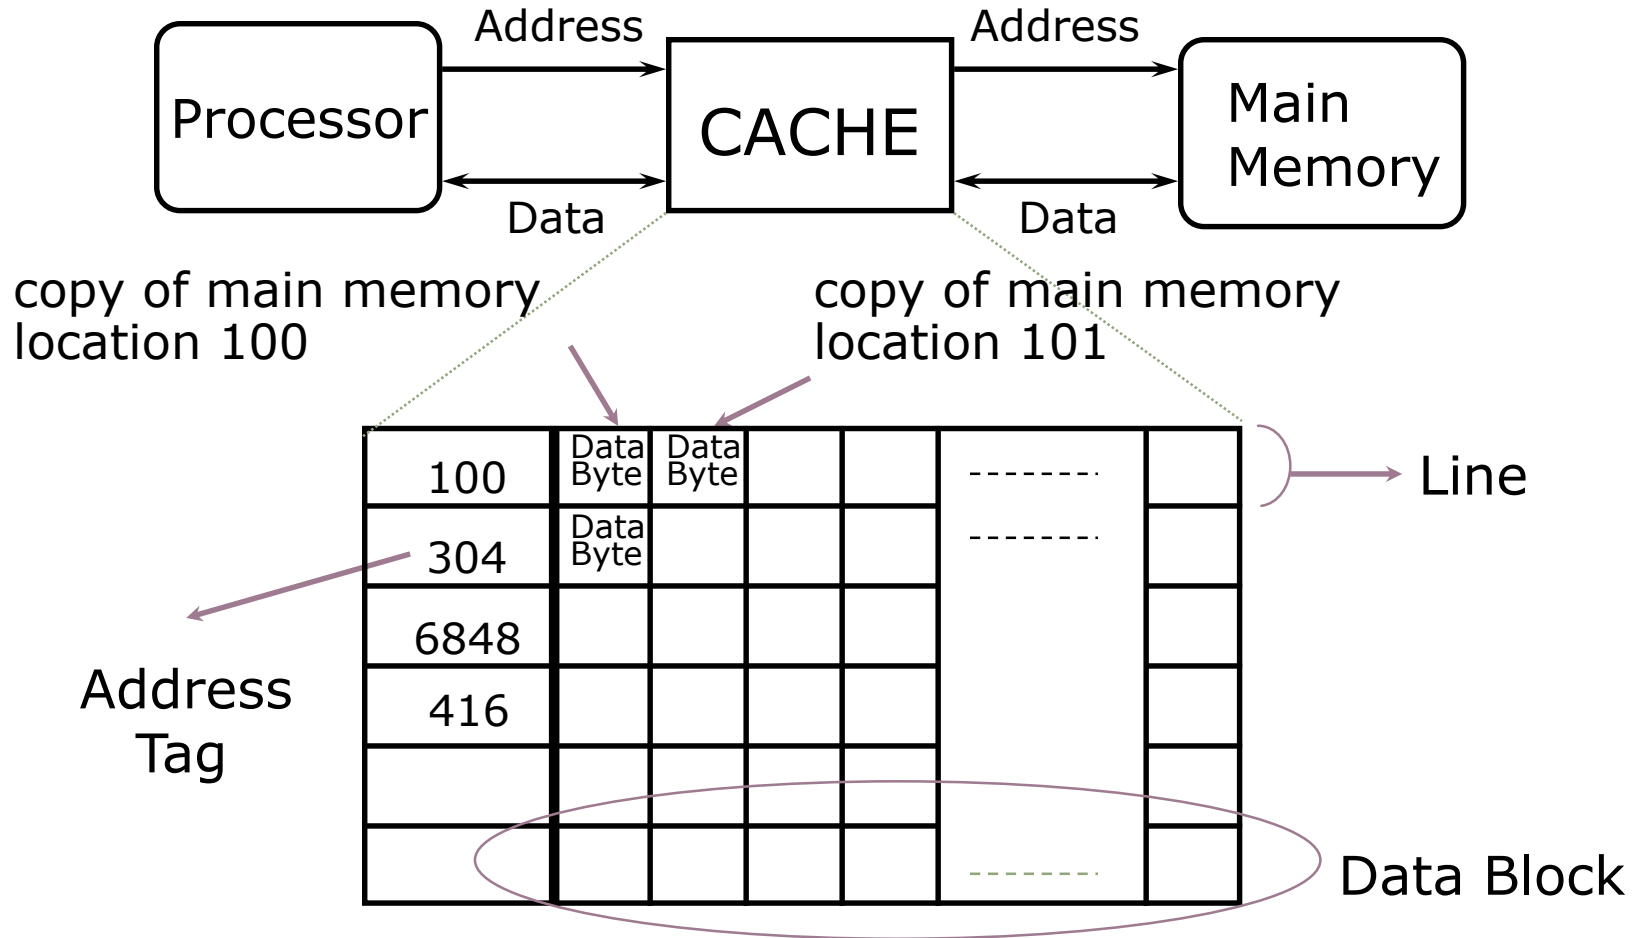 Address
Address
Processor
CACHE
Main
Memory
Data
Data
copy of main memory
location 100
copy of main memory
location 101
100
Data
Byte
Data
Byte
Line
304
Data
Byte
6848
416
Address
Tag
Data Block